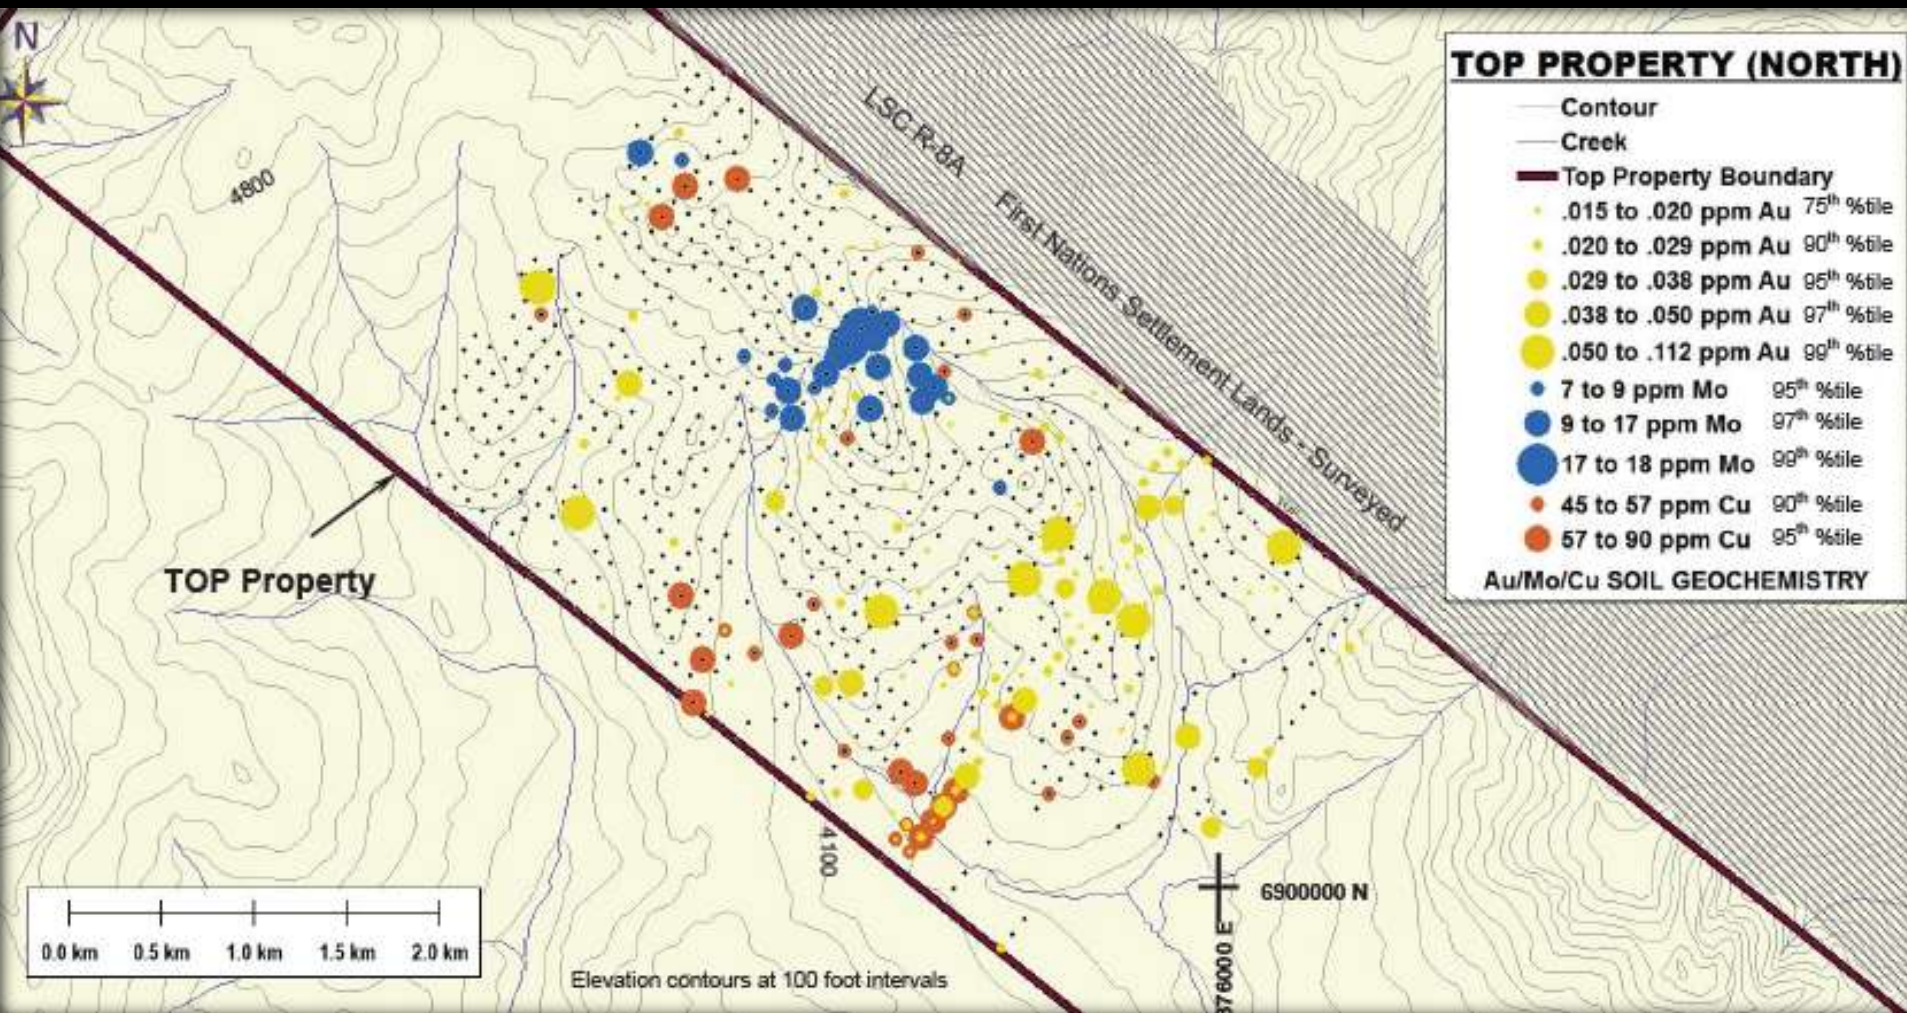 N
4800
LSC R-8A
First Nations Settlement Lands - Surveyed
TOP PROPERTY (NORTH)
Contour
Creek
Top Property Boundary
.015 to .020 ppm Au 75th %tile
.020 to .029 ppm Au 90th %tile
.029 to .038 ppm Au 95th %tile
.038 to .050 ppm Au 97th %tile
.050 to .112 ppm Au 99th %tile
7 to 9 ppm Mo 95th %tile
9 to 17 ppm Mo 97th %tile
17 to 18 ppm Mo 99th %tile
45 to 57 ppm Cu 90th %tile
57 to 90 ppm Cu 95th %tile
Au/Mo/Cu SOIL GEOCHEMISTRY
TOP Property
4100
6900000 N
376000 E
0.0 km 0.5 km 1.0 km 1.5 km 2.0 km
Elevation contours at 100 foot intervals